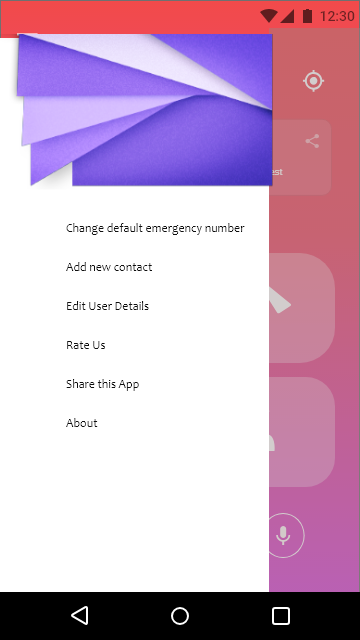 12:30
est
Change default emergency number
Add new contact
Edit User Details
Rate Us
Share this App
About